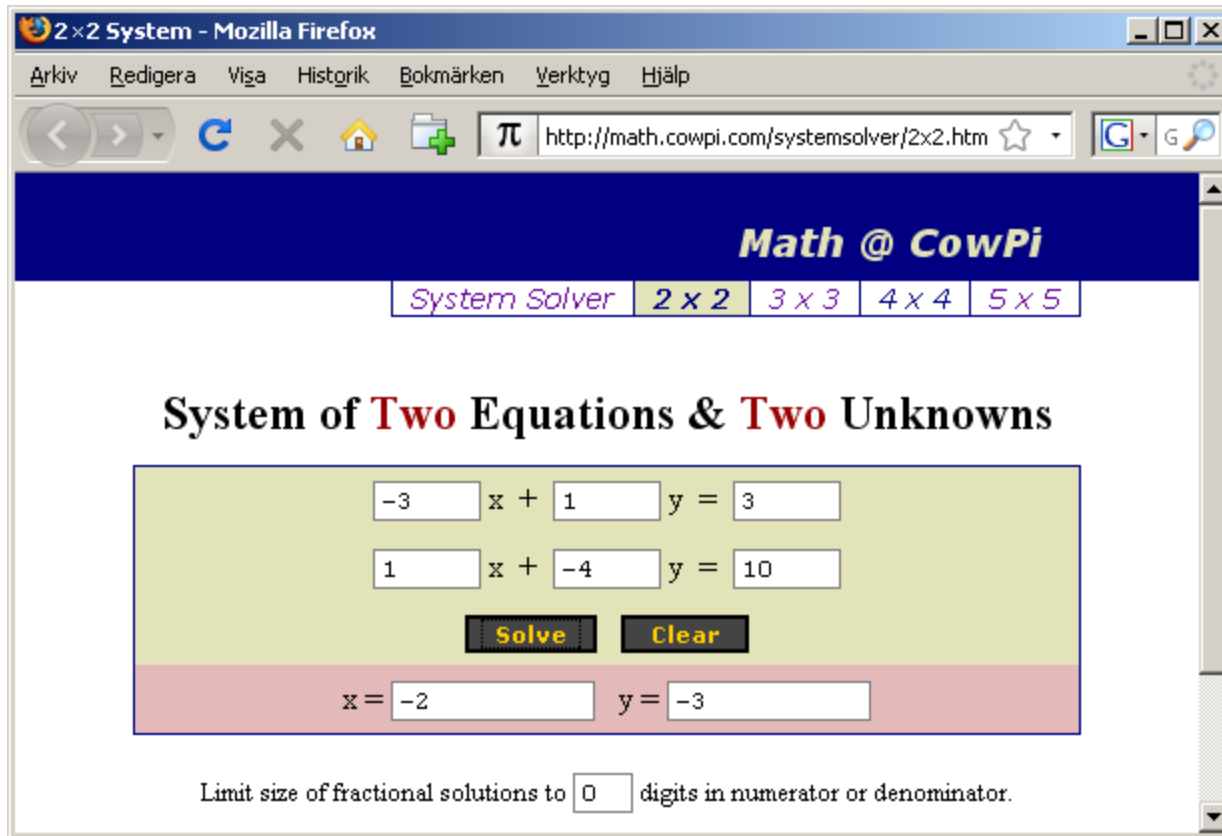 2×2 System - Mozilla Firefox
Arkiv Redigera Visa Historik Bokmärken Verktyg Hjälp
π http://math.cowpi.com/systemsolver/2x2.htm G G
Math @ CowPi
System Solver 2 x 2 3 x 3 4 x 4 5 x 5
System of Two Equations & Two Unknowns
-3 x + 1 y = 3
1 x + -4 y = 10
Solve Clear
x = -2 y = -3
Limit size of fractional solutions to 0 digits in numerator or denominator.